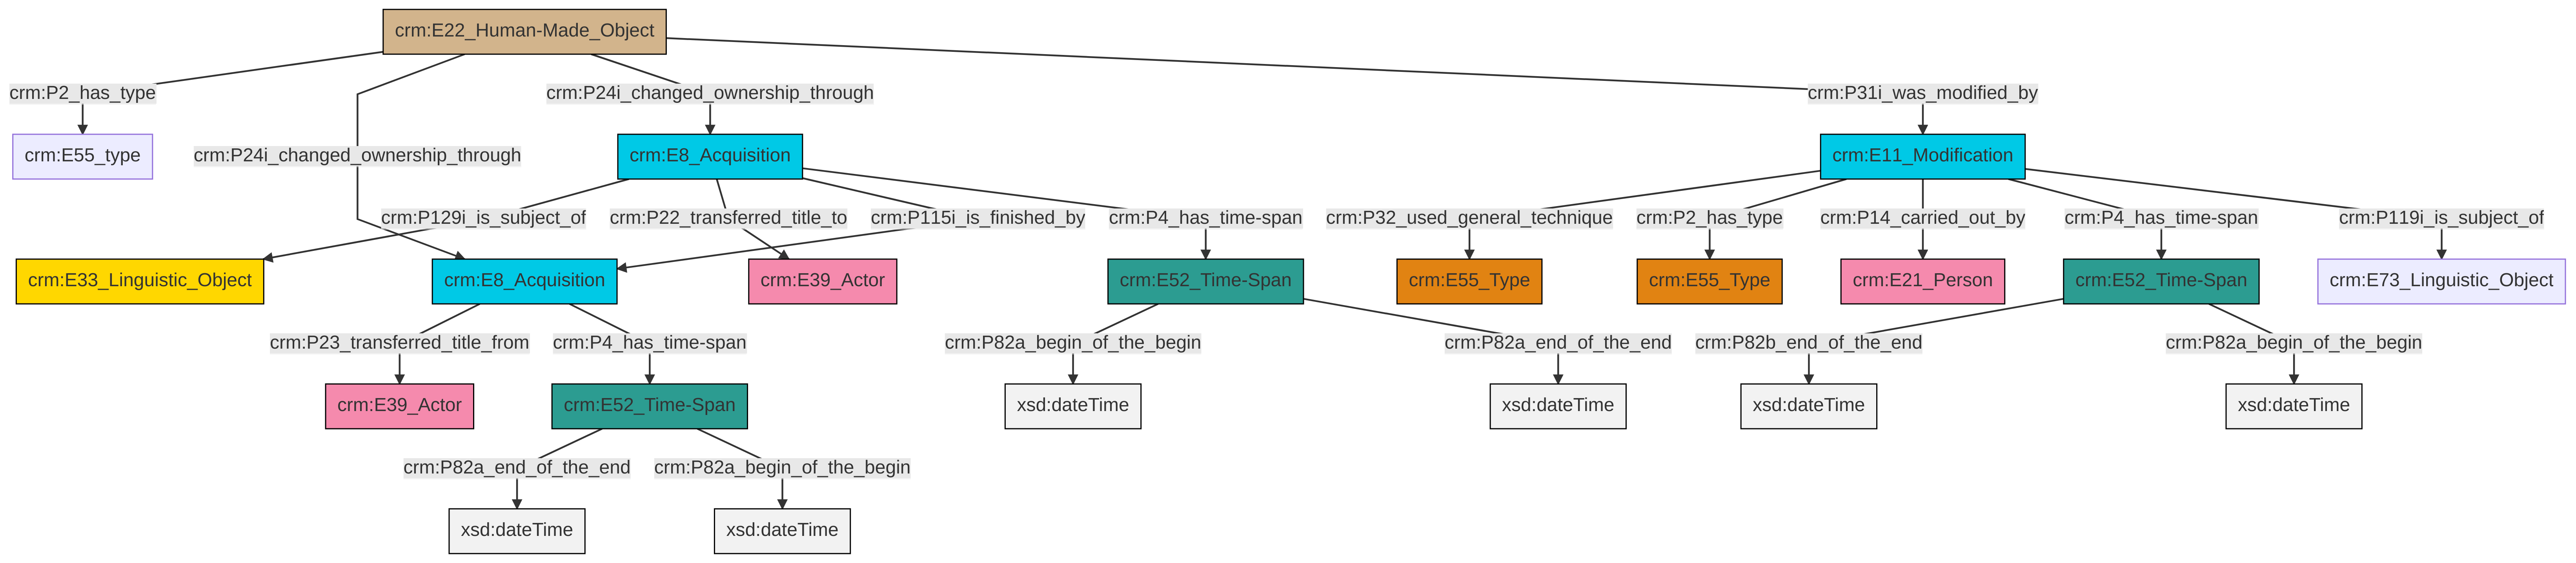 crm:E22_Human-Made_Object
crm:P2_has_type
crm:P24i_changed_ownership_through
crm:P31i_was_modified_by
crm:E55_type
crm:P24i_changed_ownership_through
crm:E8_Acquisition
crm:E11_Modification
crm:P129i_is_subject_of
crm:P22_transferred_title_to
crm:P115i_is_finished_by
crm:P4_has_time-span
crm:P32_used_general_technique
crm:P2_has_type
crm:P14_carried_out_by
crm:P4_has_time-span
crm:P119i_is_subject_of
crm:E33_Linguistic_Object
crm:E8_Acquisition
crm:E39_Actor
crm:E52_Time-Span
crm:E55_Type
crm:E55_Type
crm:E21_Person
crm:E52_Time-Span
crm:E73_Linguistic_Object
crm:P23_transferred_title_from
crm:P4_has_time-span
crm:P82a_begin_of_the_begin
crm:P82a_end_of_the_end
crm:P82b_end_of_the_end
crm:P82a_begin_of_the_begin
crm:E39_Actor
crm:E52_Time-Span
xsd:dateTime
xsd:dateTime
xsd:dateTime
xsd:dateTime
crm:P82a_end_of_the_end
crm:P82a_begin_of_the_begin
xsd:dateTime
xsd:dateTime